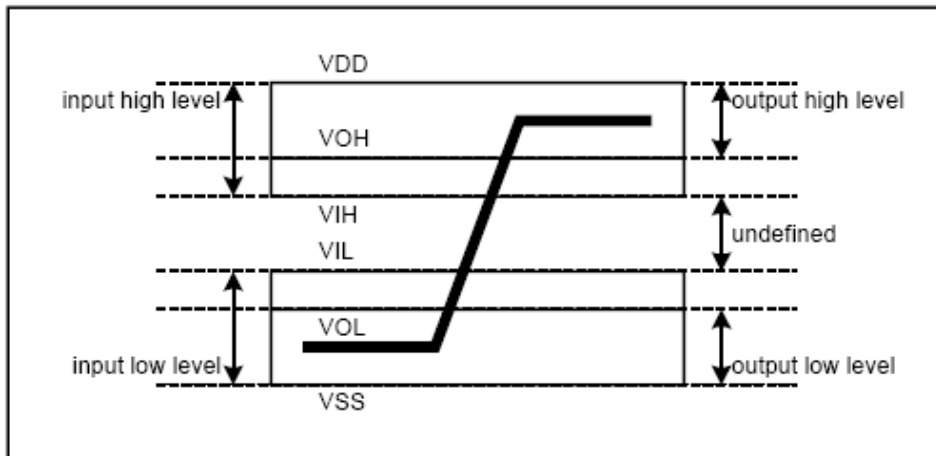 VDD
input high level
output high level
VOH
VIH
undefined
VIL
VOL
input low level
output low level
VSS